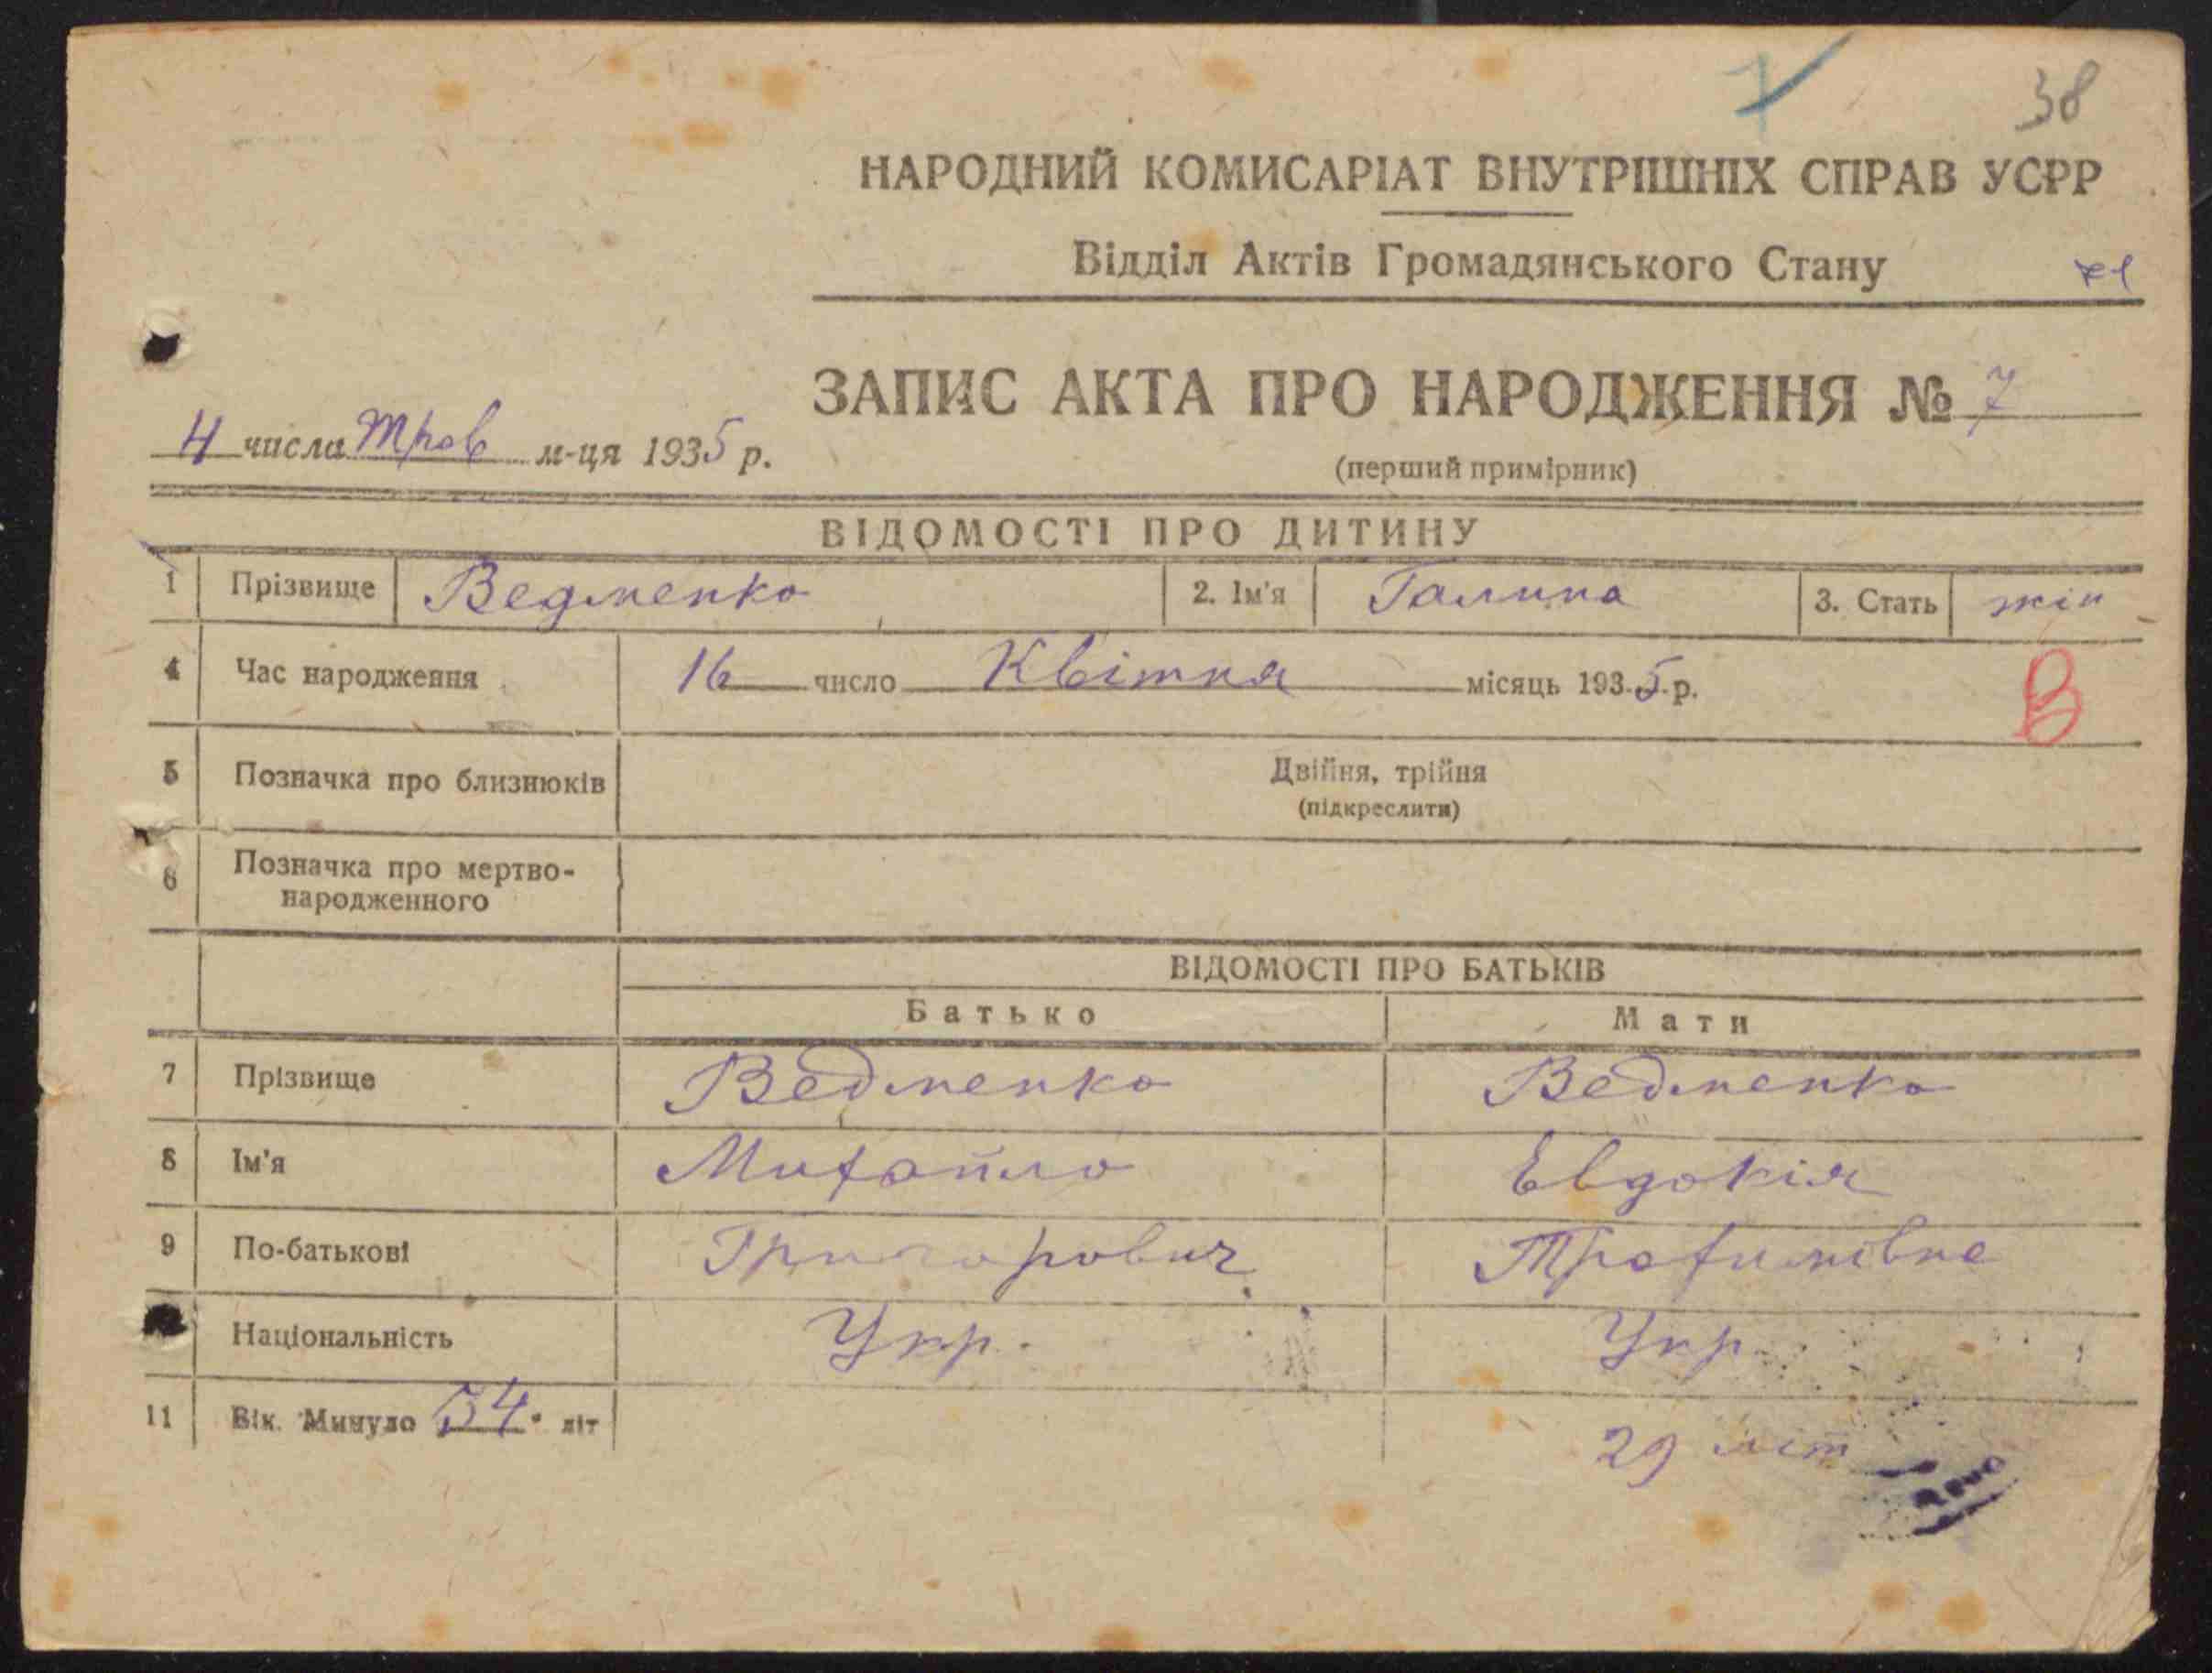 38
НАРОДНИЙ КОМИСАРІАТ ВНУТРІШНІХ СПРАВ УСРР
Відділ Актів Громадянського Стану
ЗАПИС АКТА ПРО НАРОДЖЕННЯ № 7
4 числа Трав м-ця 1935 р.
(перший примірник)
ВІДОМОСТІ ПРО ДИТИНУ
1 Прізвище Ведменко 2. Ім'я Галина 3. Стать жін
4 Час народження 16 число Квітня місяць 1935 р.
В
5 Позначка про близнюків Двійня, трійня
(підкреслити)
6 Позначка про мертво-
народженного
ВІДОМОСТІ ПРО БАТЬКІВ
Батько Мати
7 Прізвище Ведменко Ведменко
8 Ім'я Михайло Евдокія
9 По-батькові Григорович Трофимівна
Національність Укр. Укр.
11 Вік. Минуло 34 літ 29 літ